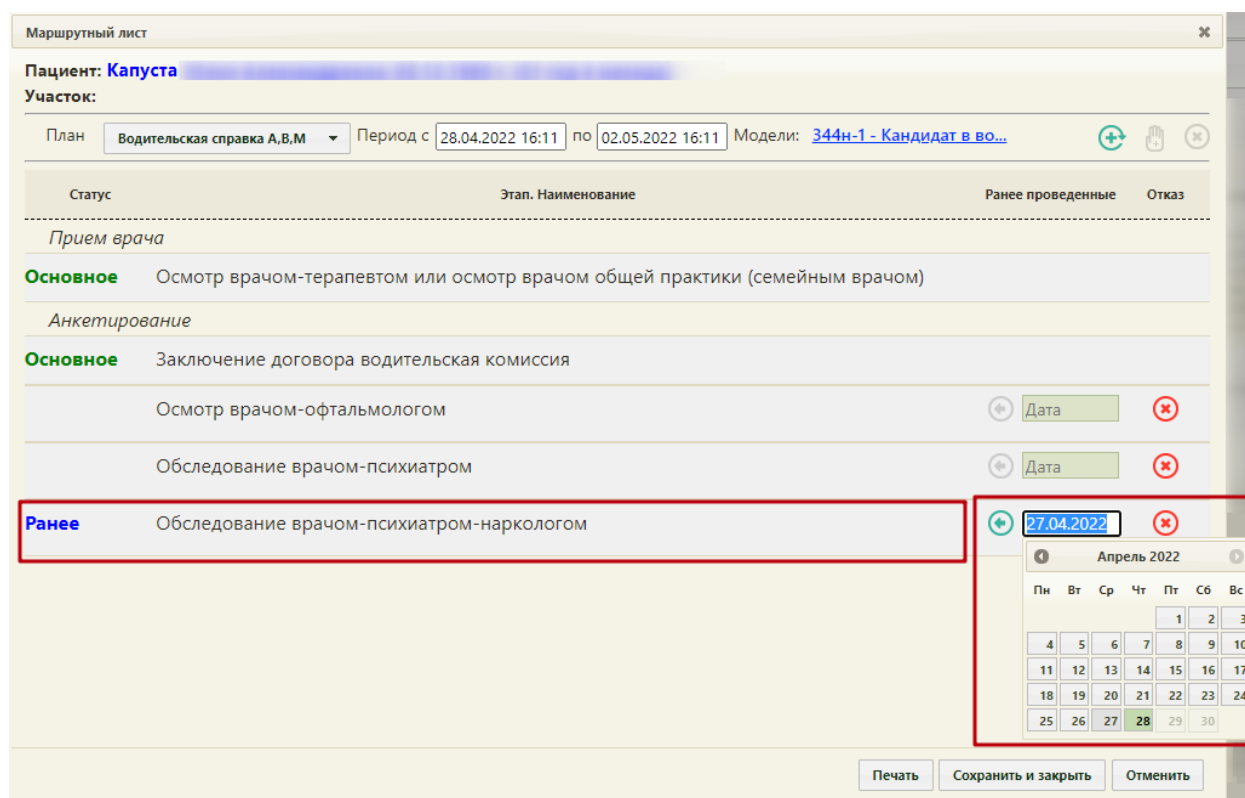 Маршрутный лист
Пациент: Капуста
Участок:
План Водительская справка А,В,М Период с 28.04.2022 16:11 по 02.05.2022 16:11 Модели: 344н-1 - Кандидат в во...
Статус Этап. Наименование Ранее проведенные Отказ
Прием врача
Основное Осмотр врачом-терапевтом или осмотр врачом общей практики (семейным врачом)
Анкетирование
Основное Заключение договора водительская комиссия
Осмотр врачом-офтальмологом Дата
Обследование врачом-психиатром Дата
Ранее Обследование врачом-психиатром-наркологом 27.04.2022
Апрель 2022
Пн Вт Ср Чт Пт Сб Вс
1 2 3
4 5 6 7 8 9 10
11 12 13 14 15 16 17
18 19 20 21 22 23 24
25 26 27 28 29 30
Печать Сохранить и закрыть Отменить